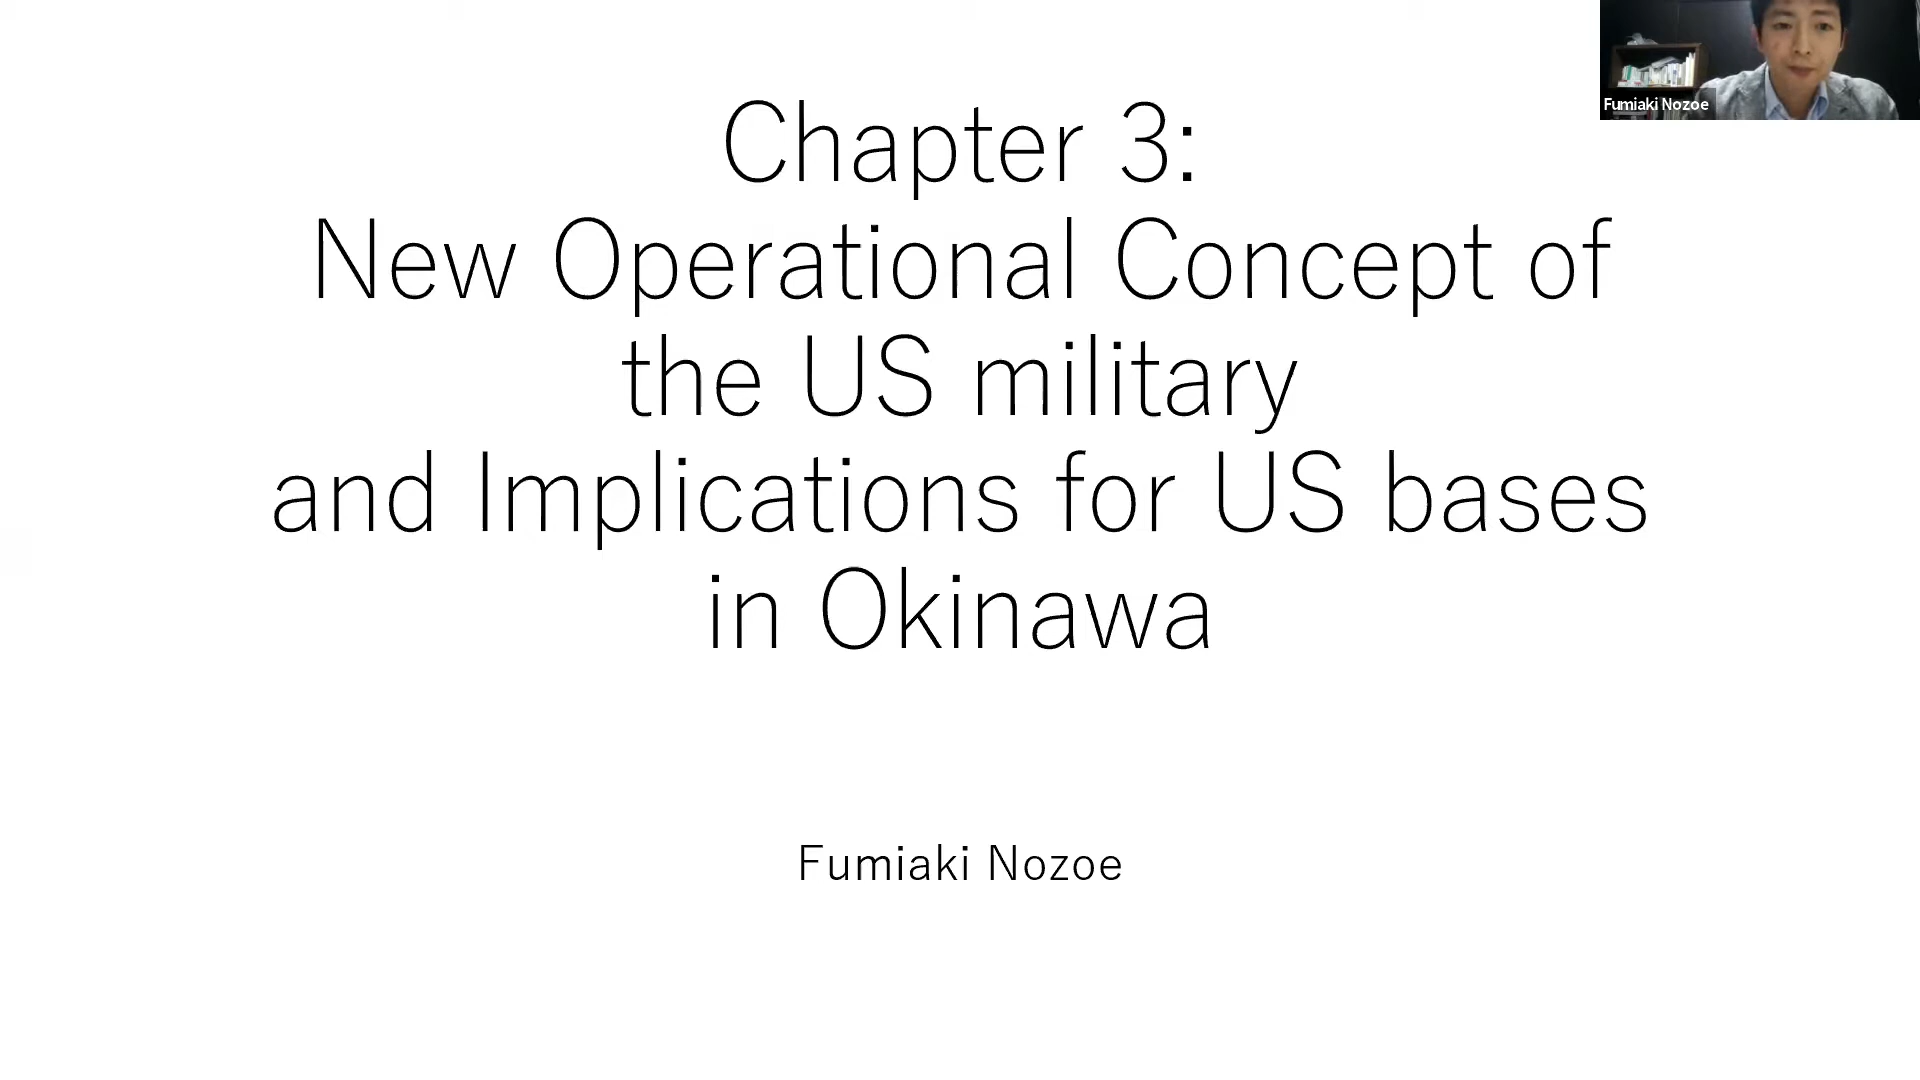 Fumiaki Nozoe
Chapter 3:
New Operational Concept of
the US military
and Implications for US bases
in Okinawa
Fumiaki Nozoe